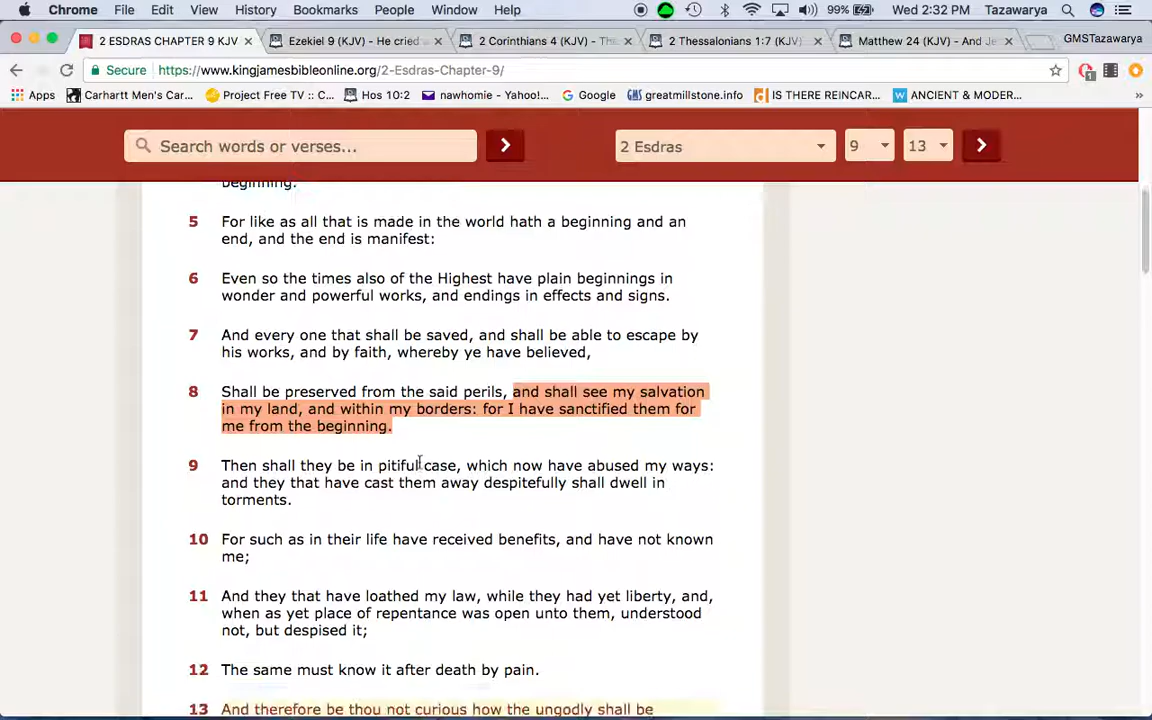 Chrome File Edit View History Bookmarks People Window Help 99% Wed 2:32 PM Tazawarya
2 ESDRAS CHAPTER 9 KJV × Ezekiel 9 (KJV) - He cried × 2 Corinthians 4 (KJV) - Th × 2 Thessalonians 1:7 (KJV) × Matthew 24 (KJV) - And Je × GMSTazawarya
Secure https://www.kingjamesbibleonline.org/2-Esdras-Chapter-9/ 1
Apps Carhartt Men's Car... Project Free TV :: C... Hos 10:2 nawhomie - Yahoo!... Google GMS greatmillstone.info IS THERE REINCAR... ANCIENT & MODER... »
Search words or verses... 2 Esdras 9 13
beginning.
5 For like as all that is made in the world hath a beginning and an
end, and the end is manifest:
6 Even so the times also of the Highest have plain beginnings in
wonder and powerful works, and endings in effects and signs.
7 And every one that shall be saved, and shall be able to escape by
his works, and by faith, whereby ye have believed,
8 Shall be preserved from the said perils, and shall see my salvation
in my land, and within my borders: for I have sanctified them for
me from the beginning.
9 Then shall they be in pitiful case, which now have abused my ways:
and they that have cast them away despitefully shall dwell in
torments.
10 For such as in their life have received benefits, and have not known
me;
11 And they that have loathed my law, while they had yet liberty, and,
when as yet place of repentance was open unto them, understood
not, but despised it;
12 The same must know it after death by pain.
13 And therefore be thou not curious how the ungodly shall be